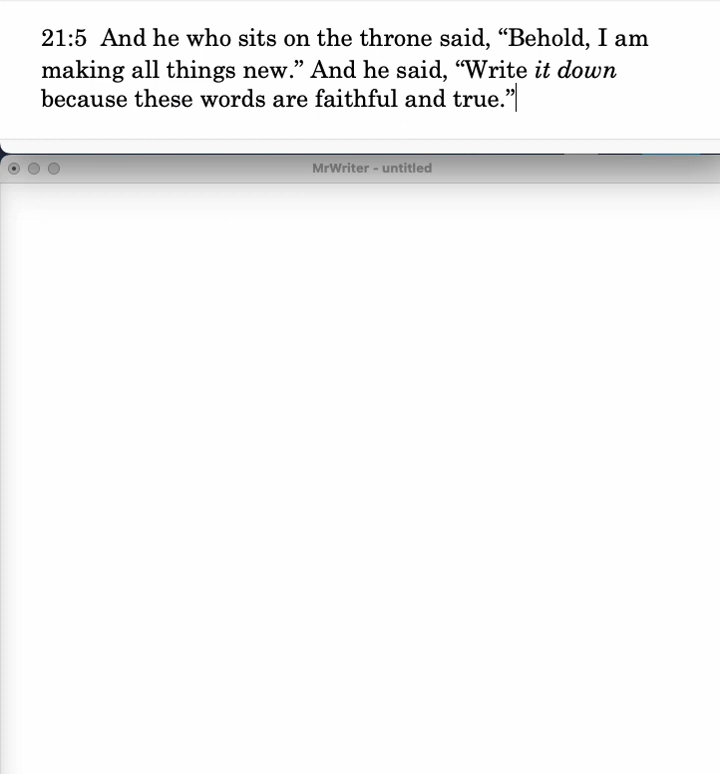 21:5 And he who sits on the throne said, “Behold, I am
making all things new.” And he said, “Write it down
because these words are faithful and true.”
MrWriter - untitled